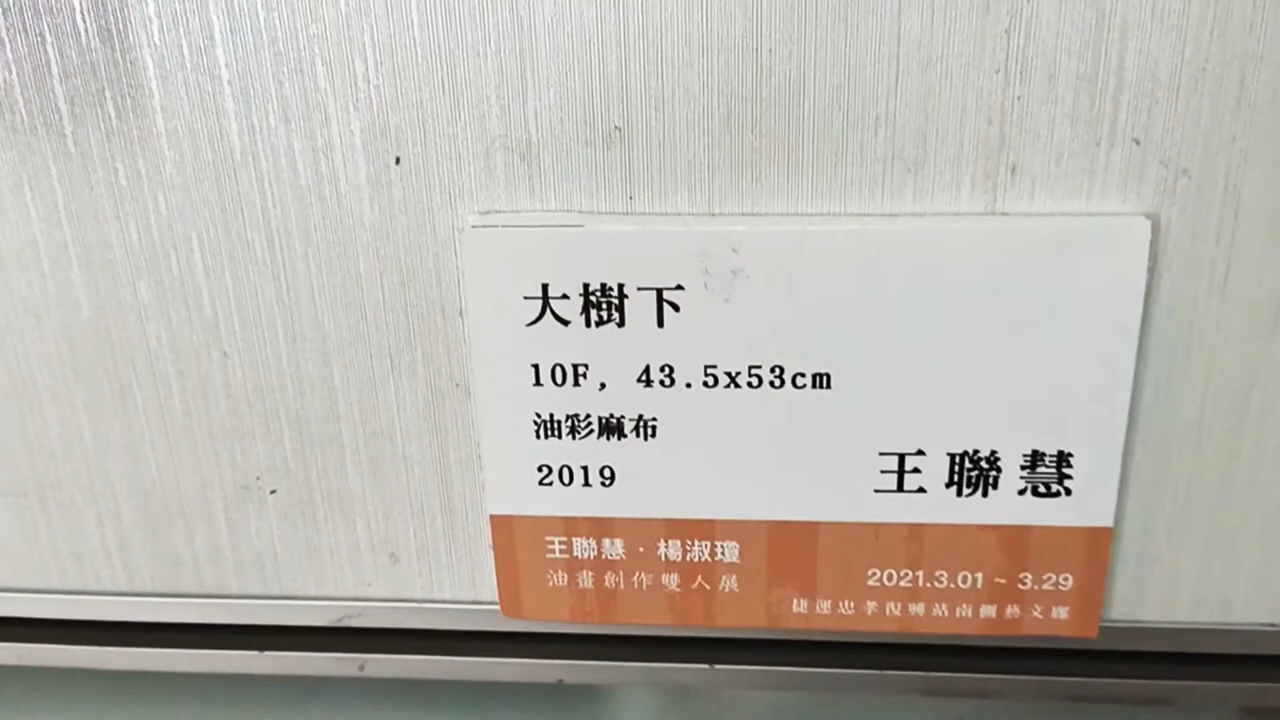 大樹下
10F, 43.5x53cm
油彩麻布
2019
王聯慧
王聯慧·楊淑瓊
油畫創作雙人展
2021.3.01 ~ 3.29
捷運忠孝復興站南側藝文廊